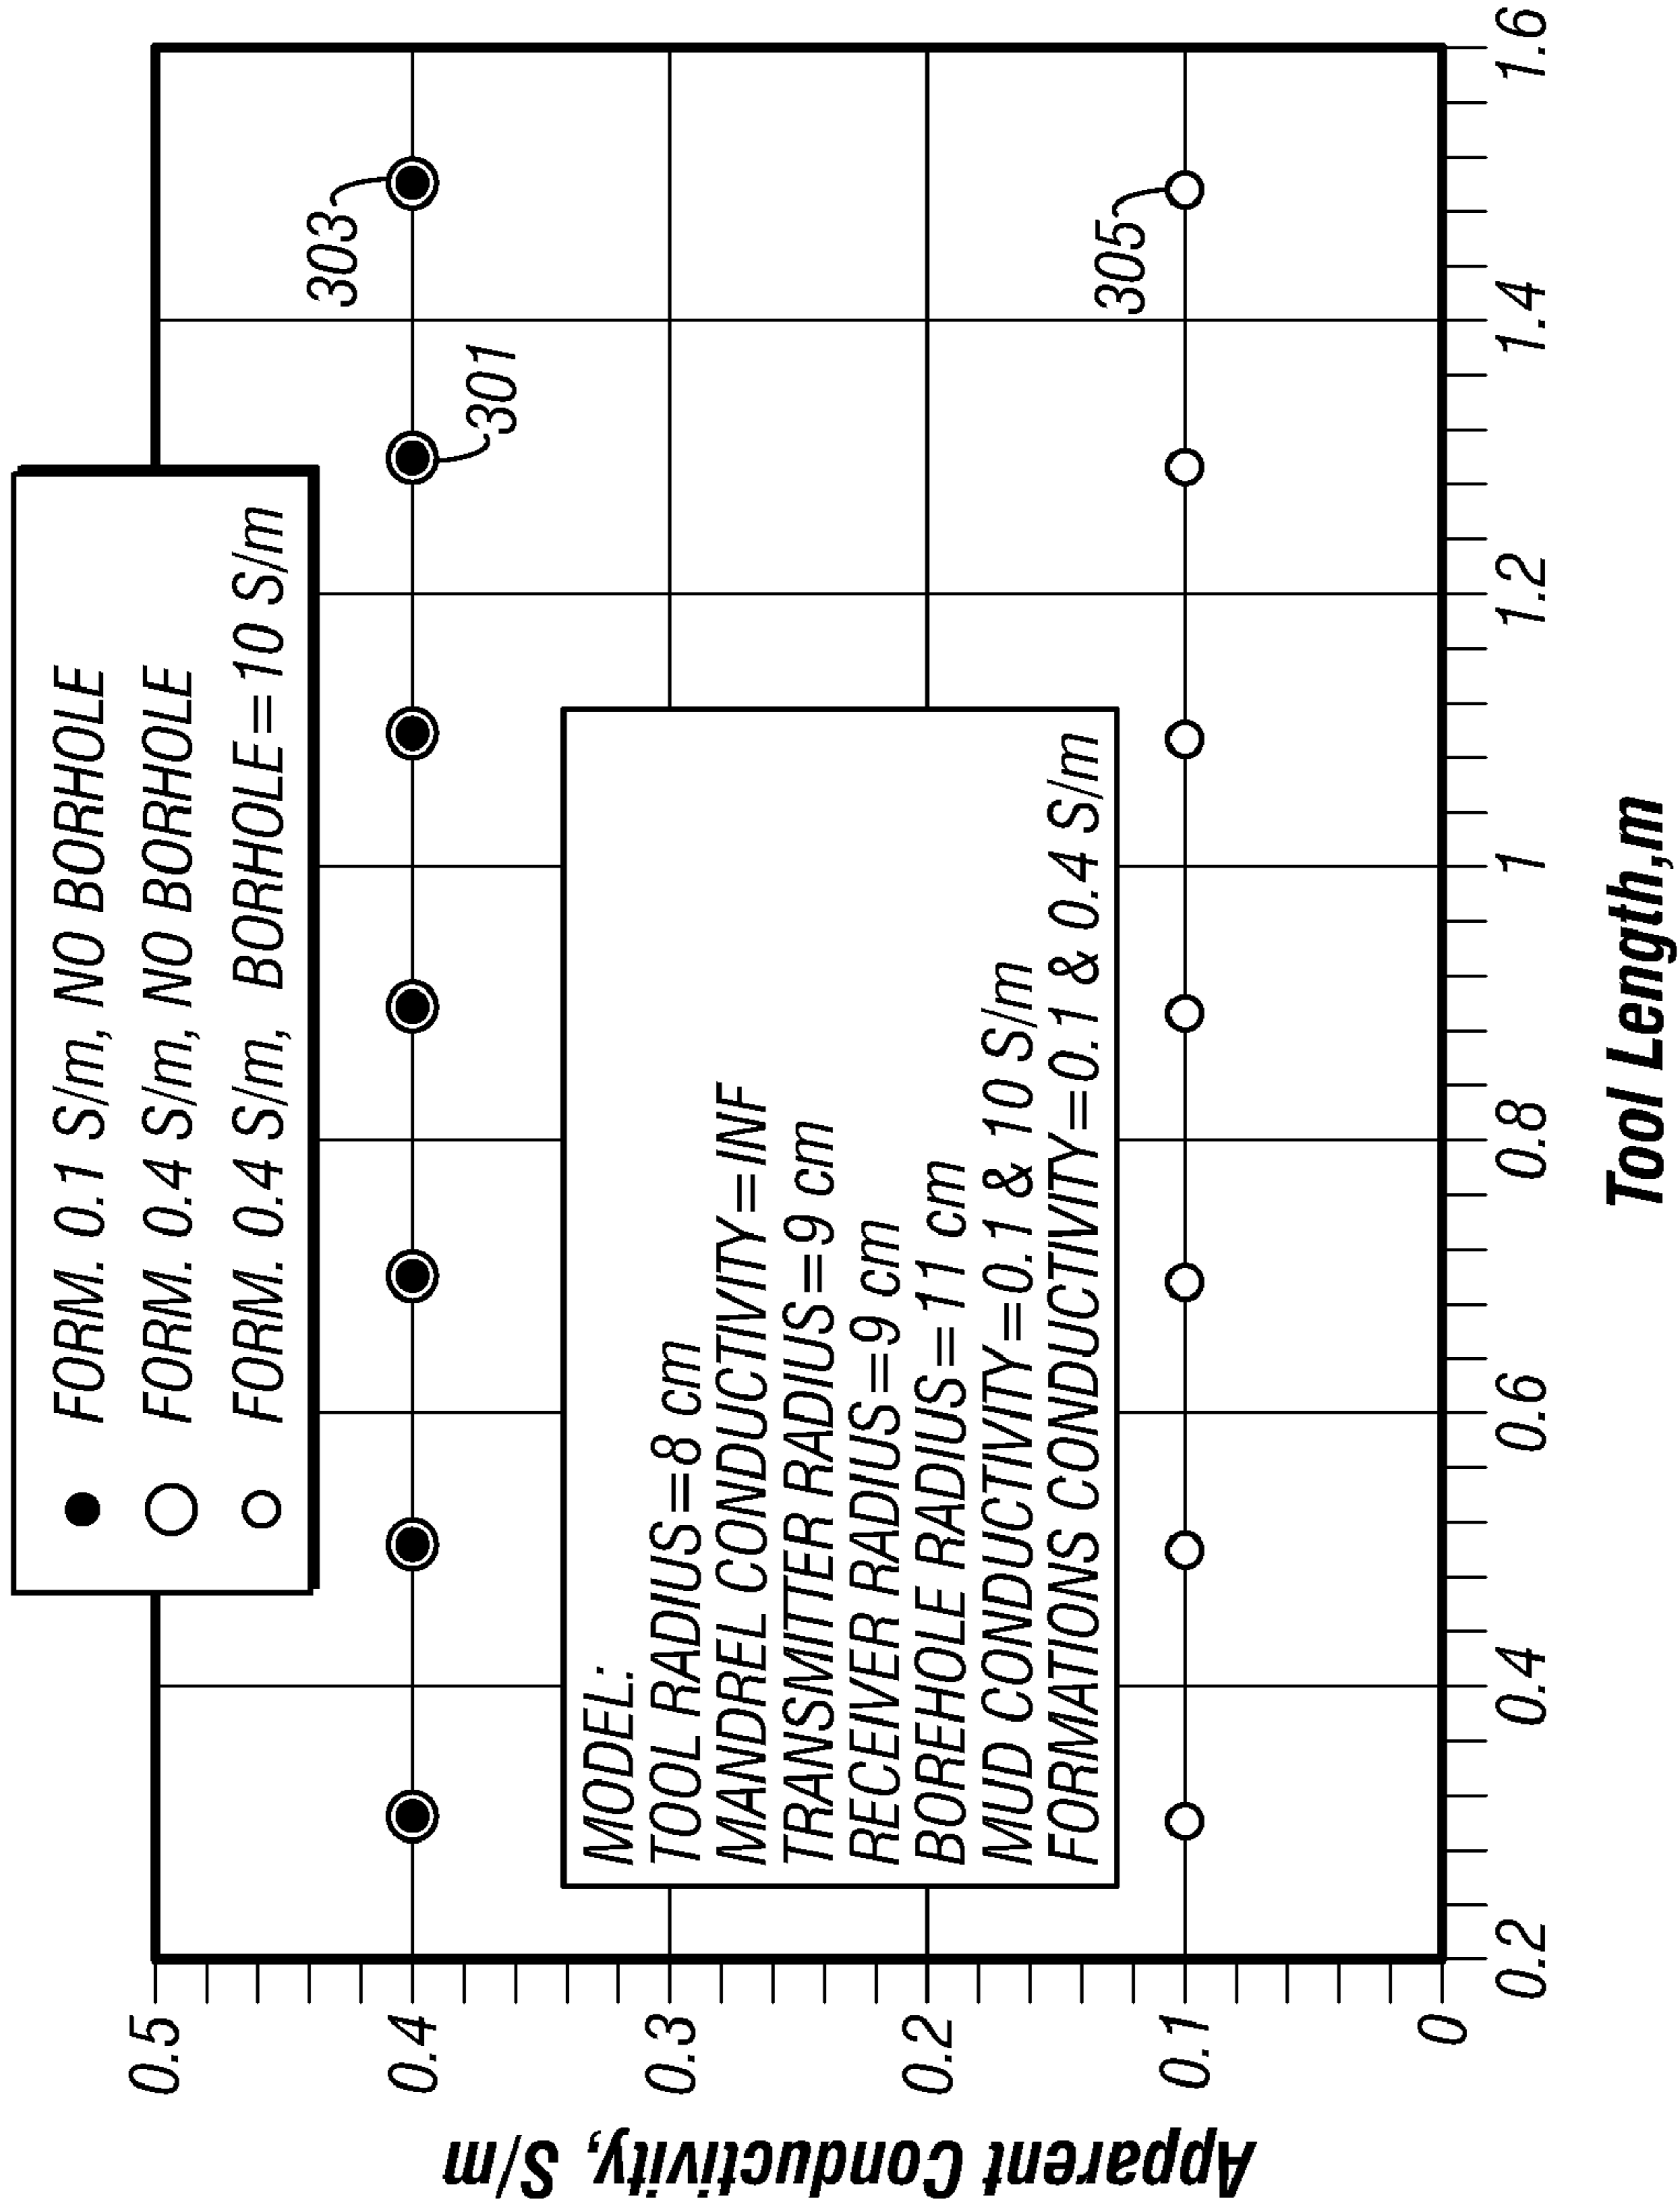 FORM. 0.1 S/m, NO BORHOLE
FORM. 0.4 S/m, NO BORHOLE
FORM. 0.4 S/m, BORHOLE=10 S/m
303
301
305
MODEL:
TOOL RADIUS=8 cm
MANDREL CONDUCTIVITY=INF
TRANSMITTER RADIUS=9 cm
RECEIVER RADIUS=9 cm
BOREHOLE RADIUS=11 cm
MUD CONDUCTIVITY=0.1 & 10 S/m
FORMATIONS CONDUCTIVITY=0.1 & 0.4 S/m
Apparent Conductivity, S/m
0.5
0.4
0.3
0.2
0.1
0
0.2
0.4
0.6
0.8
1
1.2
1.4
1.6
Tool Length,m